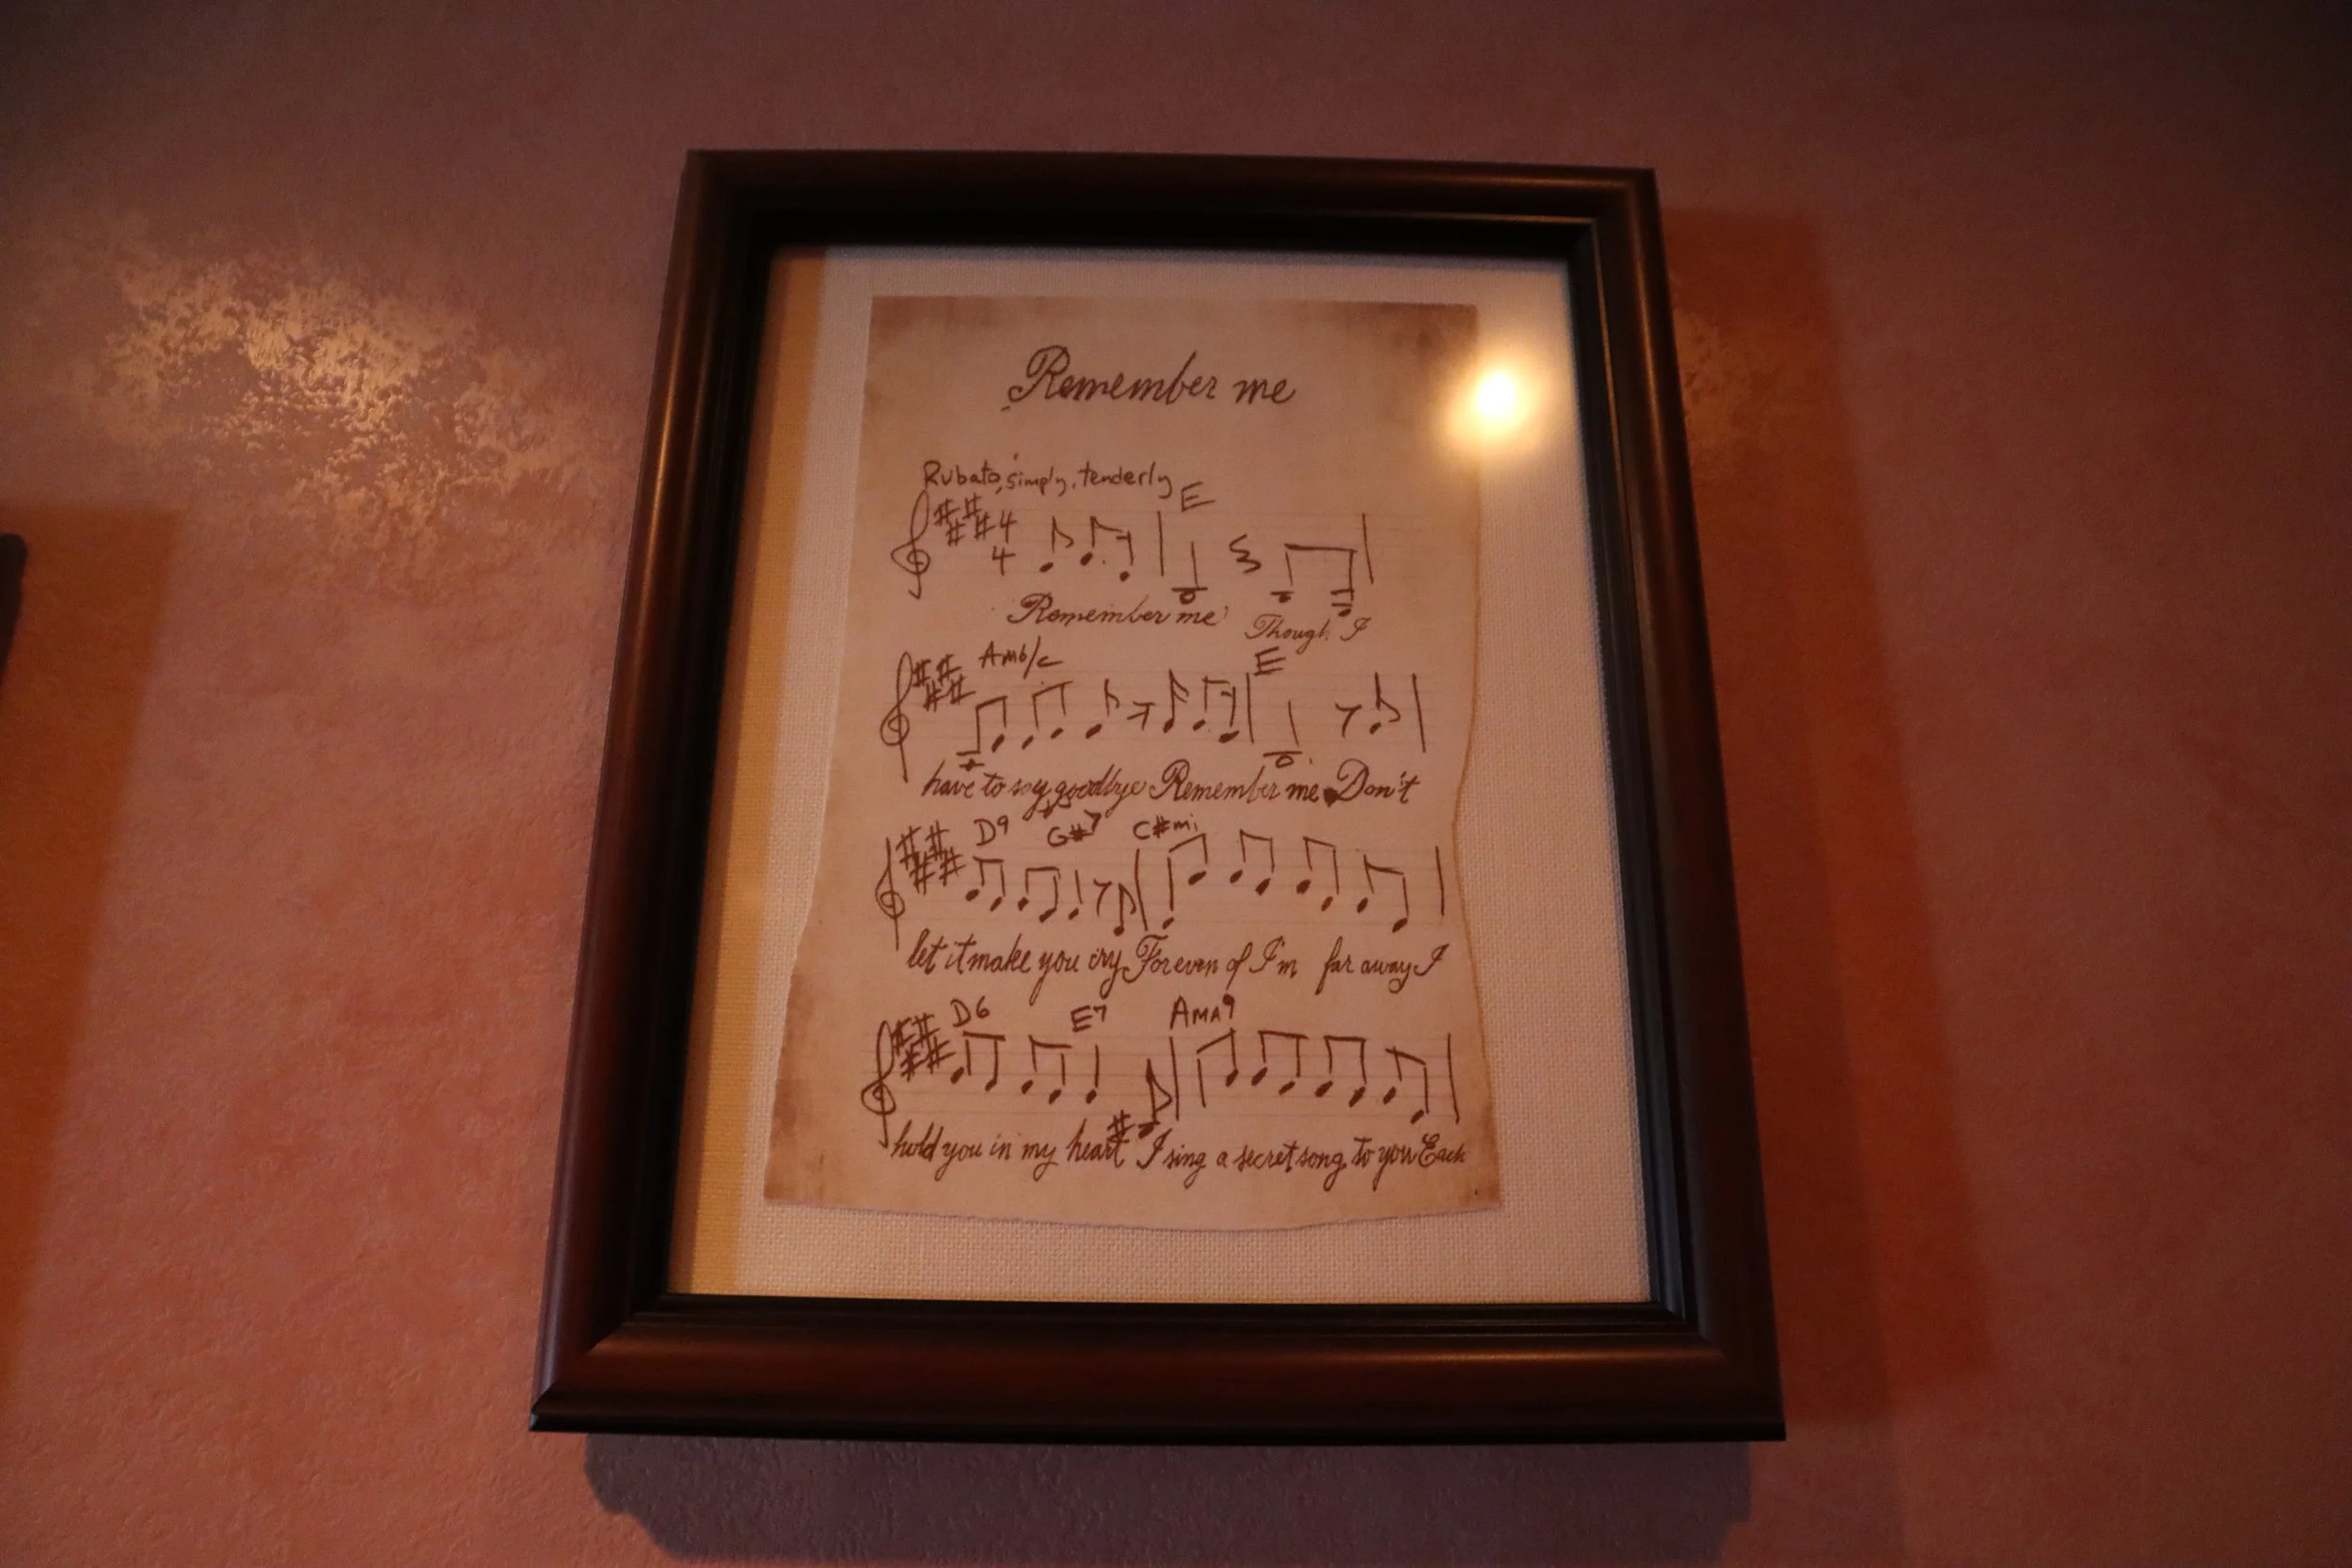 Remember me
Rubato, simply, tenderly
E
4
4
Remember me Though I
Am6/c E
have to say goodbye Remember me Don't
D9 G#7 C#mi
let it make you cry For even if I'm far away I
D6 E7 AMA9
hold you in my heart I sing a secret song to you Each